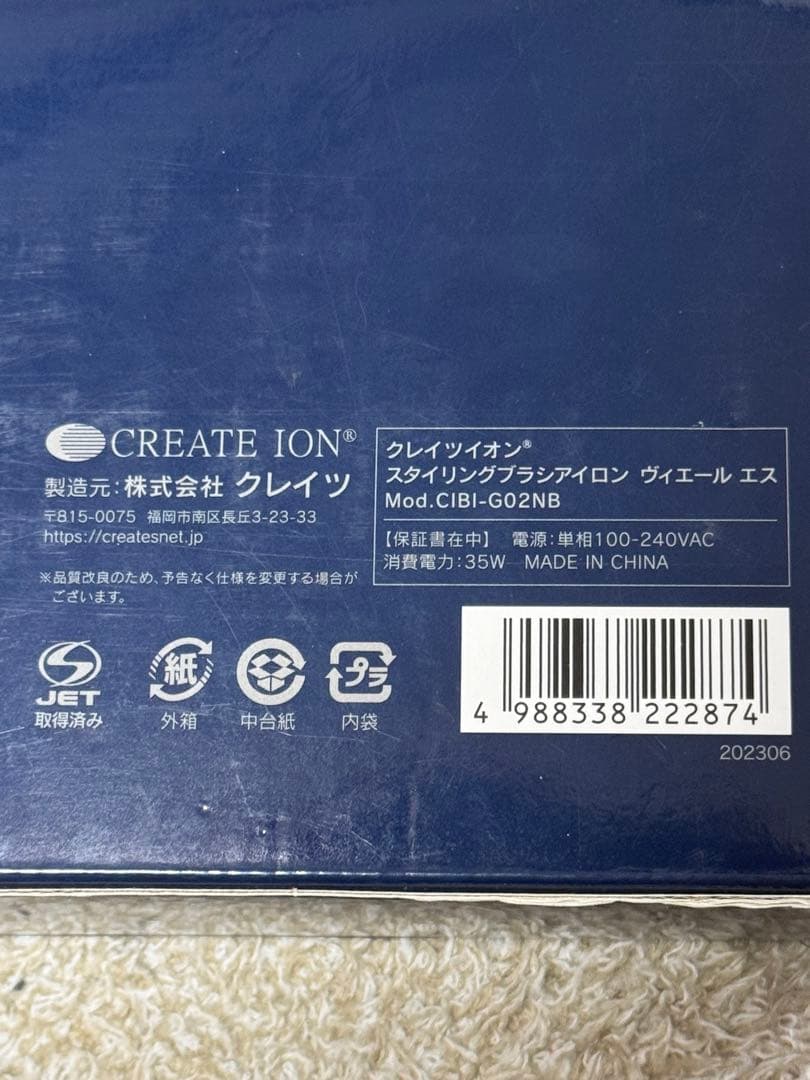 CREATE ION®
製造元:株式会社 クレイツ
〒815-0075 福岡市南区長丘3-23-33
https://createsnet.jp
※品質改良のため、予告なく仕様を変更する場合が
ございます。
クレイツイオン®
スタイリングブラシアイロン ヴィエール エス
Mod.CIBI-G02NB
【保証書在中】 電源:単相100-240VAC
消費電力:35W MADE IN CHINA
S
JET
取得済み
紙
外箱
中台紙
プラ
内袋
4 988338 222874
202306